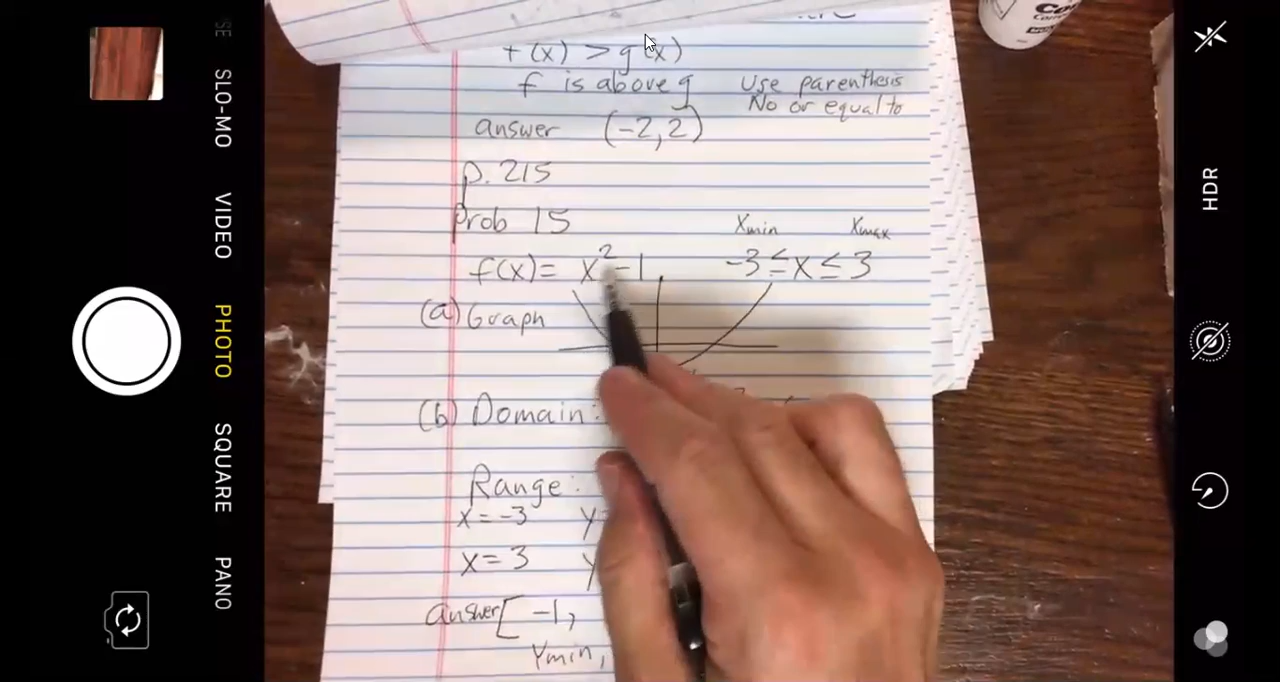 f(x) > g(x)
f is above g
Use parenthesis
No or equal to
answer (-2,2)
p. 215
Prob 15
Xmin Xmax
f(x)= x²-1, -3≤x≤3
(a) Graph
(b) Domain:
Range:
x=-3 y
x=3 y
answer [-1,
Ymin,
Co
SLO-MO
VIDEO
PHOTO
SQUARE
PANO
HDR